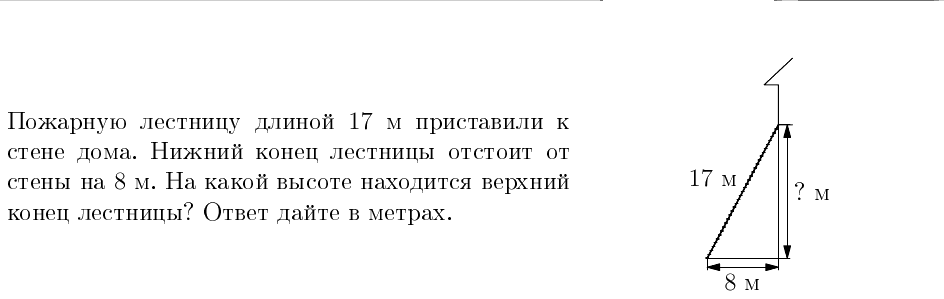 Пожарную лестницу длиной 17 м приставили к
стене дома. Нижний конец лестницы отстоит от
стены на 8 м. На какой высоте находится верхний
конец лестницы? Ответ дайте в метрах.
17 м
? м
8 м